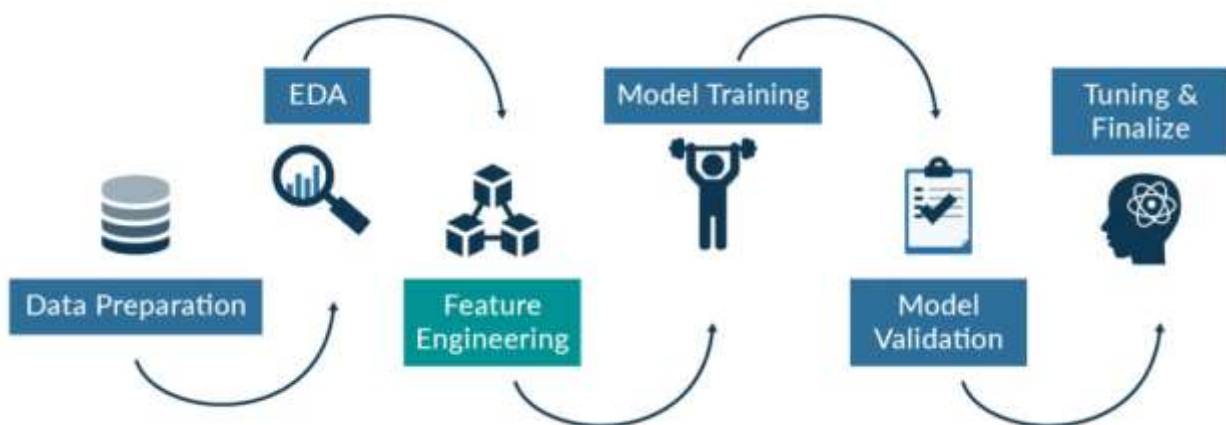 Data Preparation
EDA
Feature
Engineering
Model Training
Model
Validation
Tuning &
Finalize